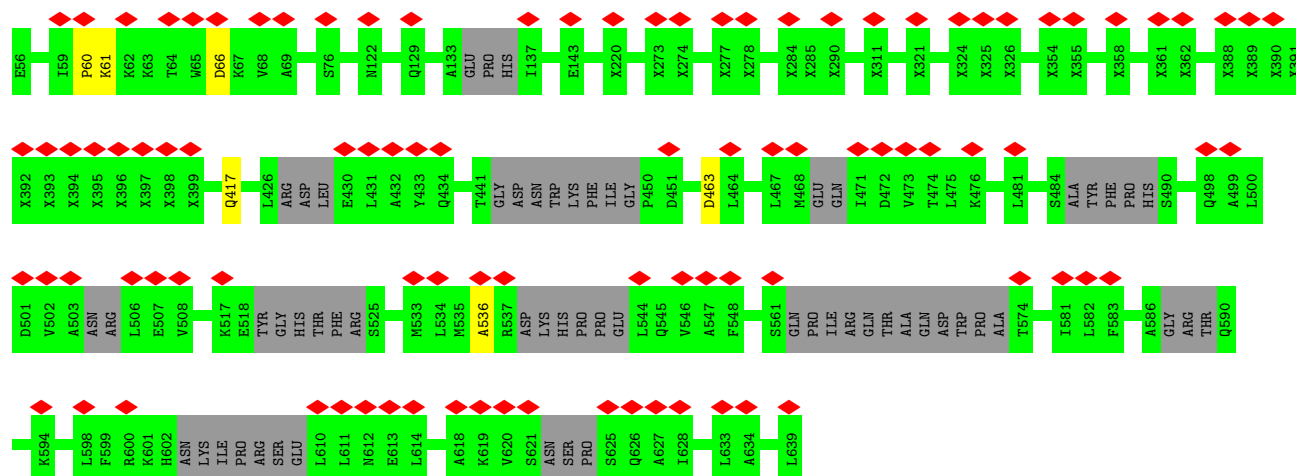 E56 I59 P60 K61 K62 K63 T64 W65 D66 K67 V68 A69 S76 N122 Q129 A133 GLU PRO HIS I137 E143 X220 X273 X274 X277 X278 X284 X285 X290 X311 X321 X324 X325 X326 X354 X355 X358 X361 X362 X388 X389 X390 X391
X392 X393 X394 X395 X396 X397 X398 X399 Q417 L426 ARG ASP LEU E430 L431 A432 Y433 Q434 T441 GLY ASP ASN TRP LYS PHE ILE GLY P450 D451 D463 L464 L467 M468 GLU GLN I471 D472 V473 T474 L475 K476 L481 S484 ALA TYR PHE PRO HIS S490 Q498 A499 L500
D501 V502 A503 ASN ARG L506 E507 V508 K517 E518 TYR GLY HIS THR PHE ARG S525 M533 L534 M535 A536 R537 ASP LYS HIS PRO PRO GLU L544 Q545 V546 A547 F548 S561 GLN PRO ILE ARG GLN THR ALA GLN ASP TRP PRO ALA T574 I581 L582 F583 A586 GLY ARG THR Q590
K594 L598 F599 R600 K601 H602 ASN LYS ILE PRO ARG SER GLU L610 L611 N612 E613 L614 A618 K619 V620 S621 ASN SER PRO S625 Q626 A627 I628 L633 A634 L639